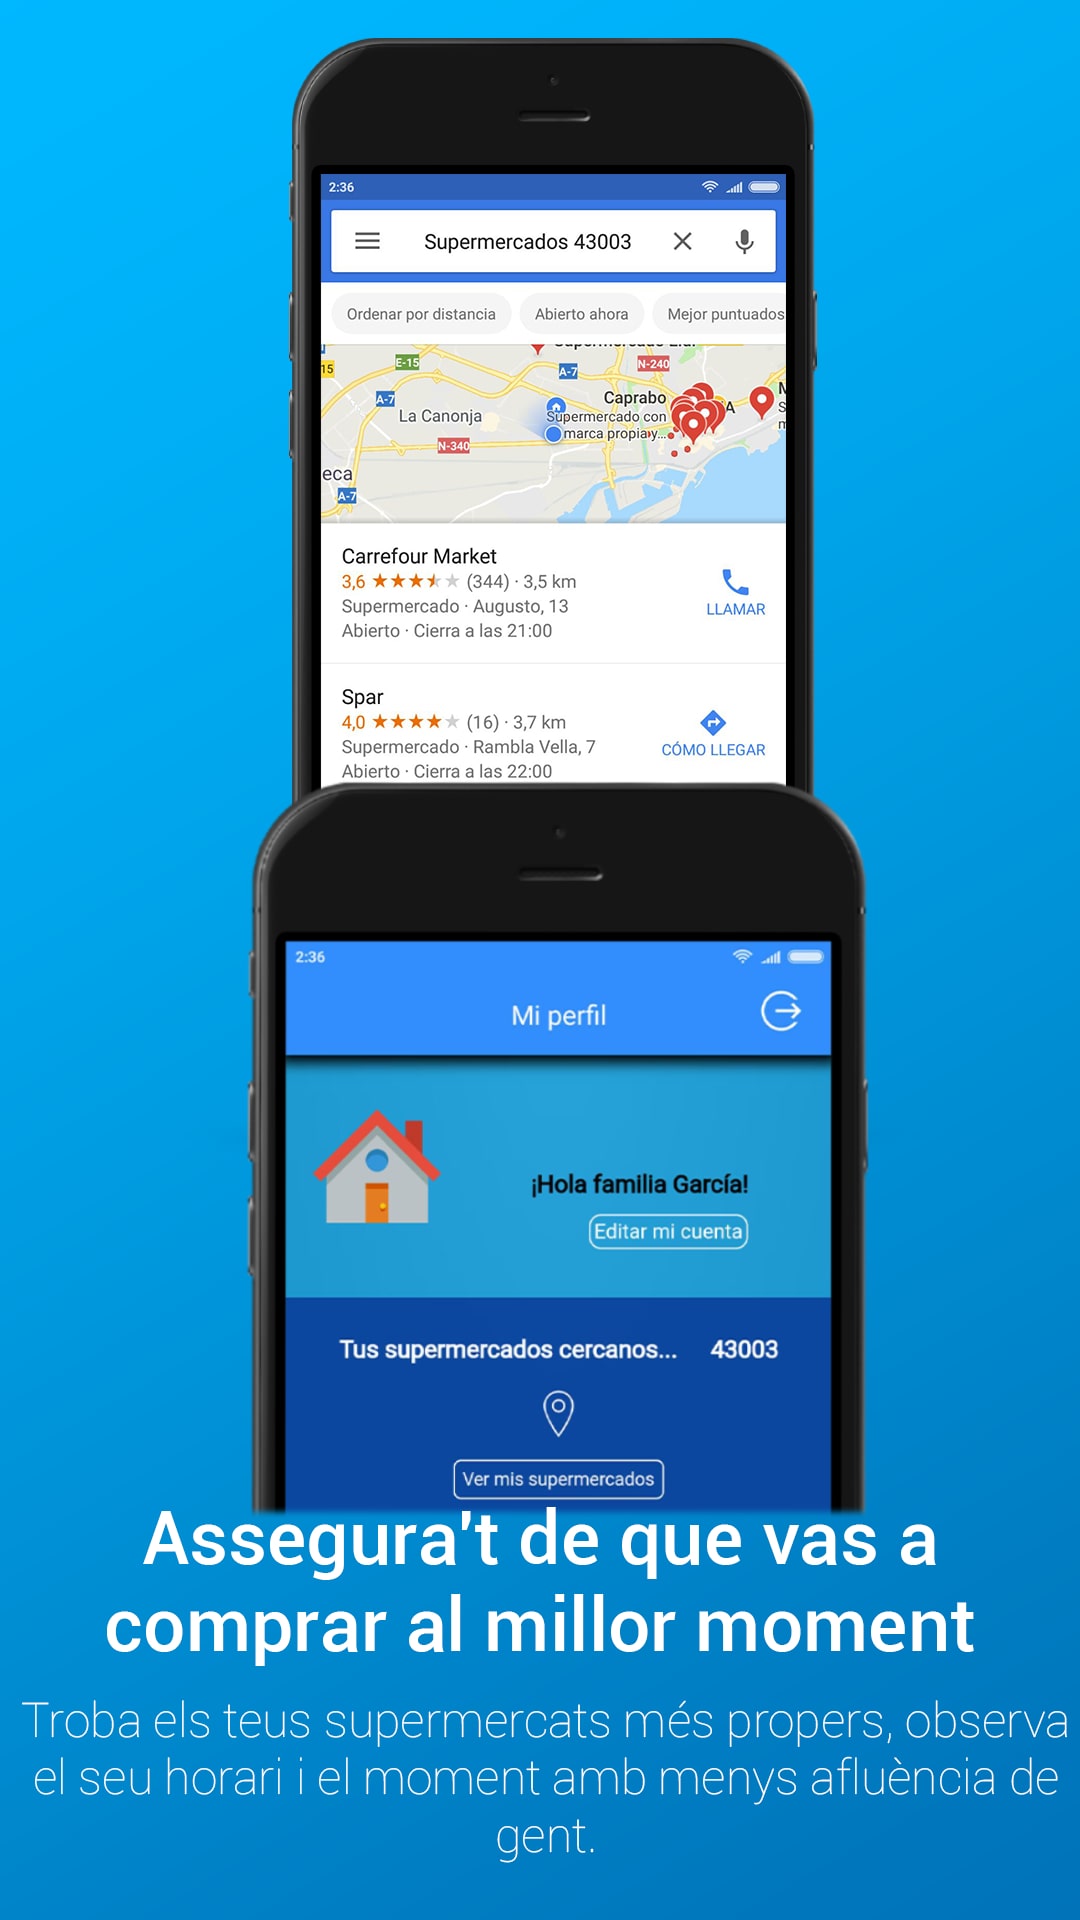 2:36
Supermercados 43003
Ordenar por distancia
Abierto ahora
Mejor puntuados
15
E-15
A-7
N-240
A-7
La Canonja
Caprabo
Supermercado con
marca propia y...
N-340
eca
A-7
Carrefour Market
3,6 (344) · 3,5 km
Supermercado · Augusto, 13
Abierto · Cierra a las 21:00
LLAMAR
Spar
4,0 (16) · 3,7 km
Supermercado · Rambla Vella, 7
Abierto · Cierra a las 22:00
CÓMO LLEGAR
2:36
Mi perfil
¡Hola familia García!
Editar mi cuenta
Tus supermercados cercanos... 43003
Ver mis supermercados
Assegura't de que vas a
comprar al millor moment
Troba els teus supermercats més propers, observa
el seu horari i el moment amb menys afluència de
gent.